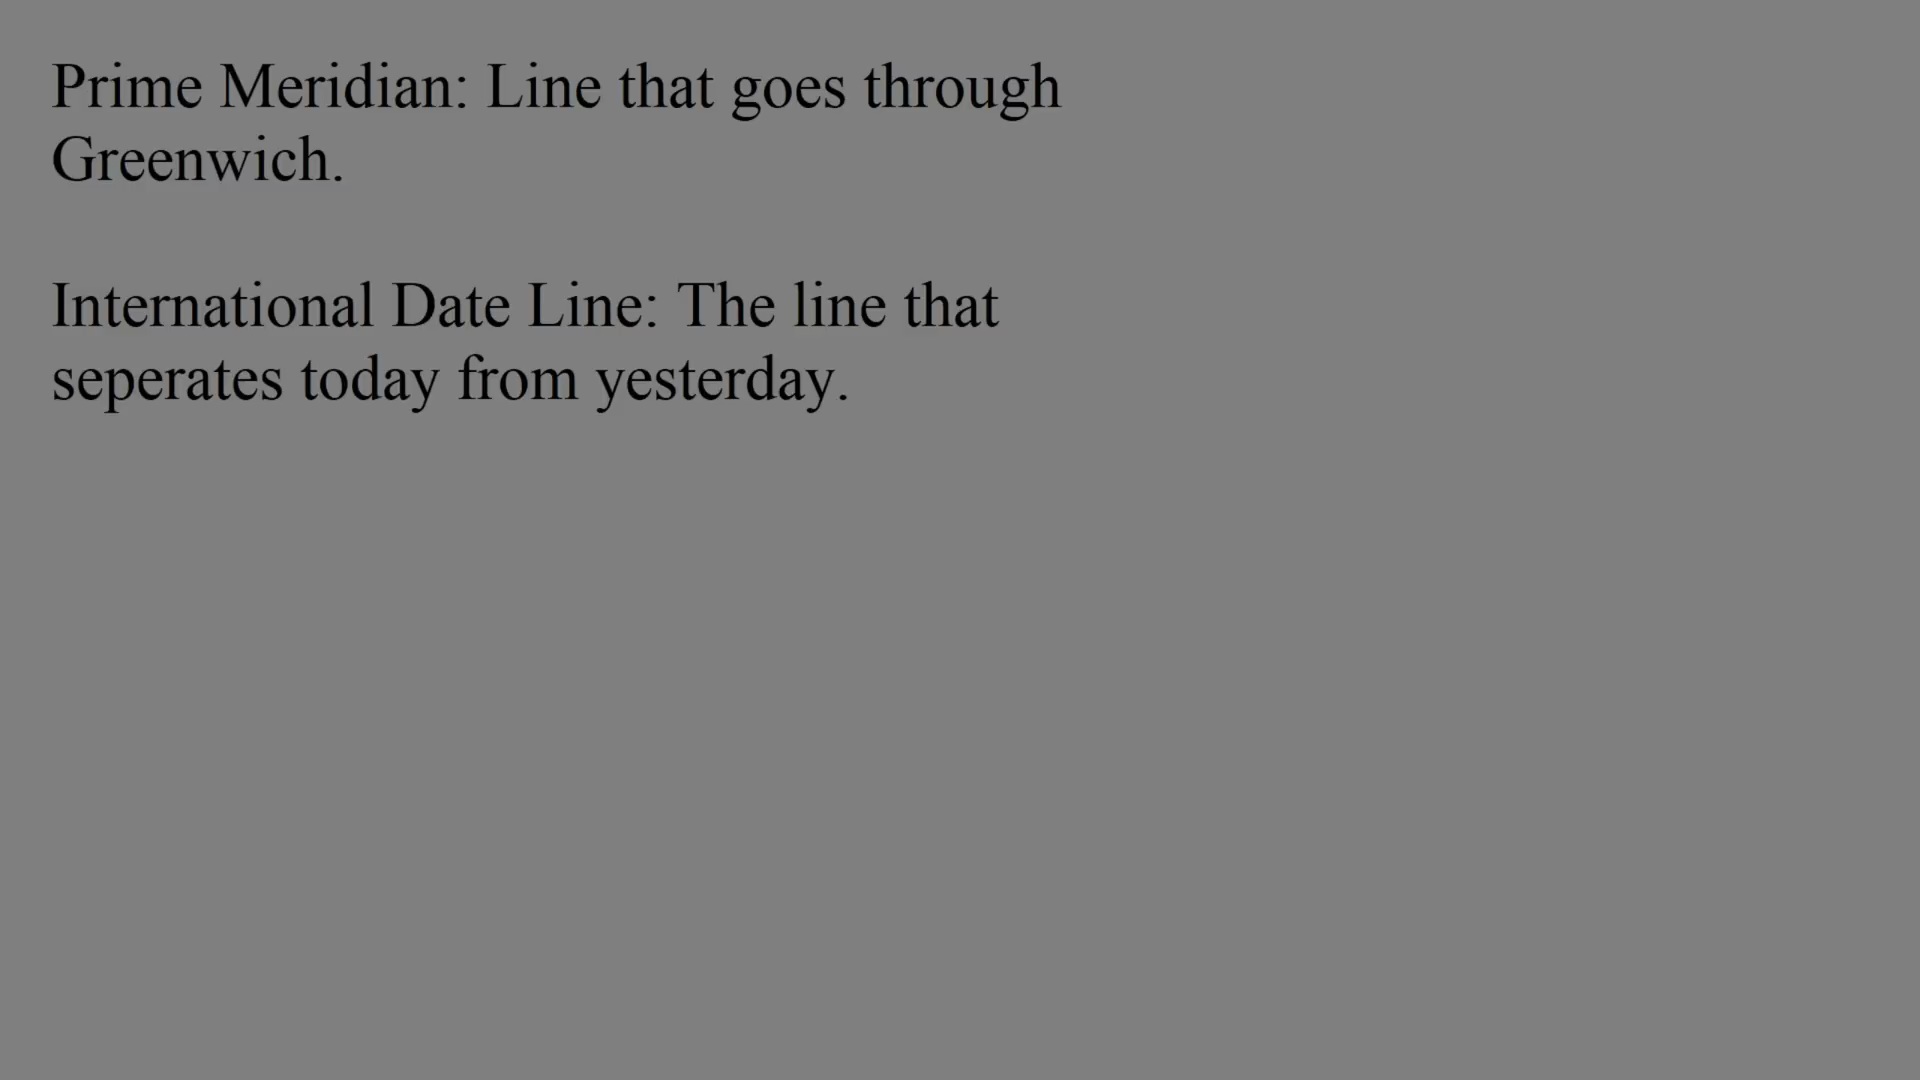 Prime Meridian: Line that goes through
Greenwich.
International Date Line: The line that
seperates today from yesterday.